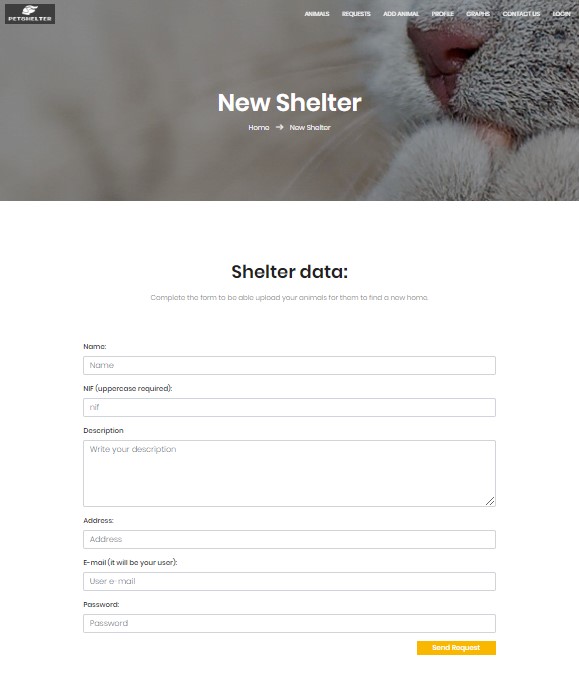 PETSHELTER
ANIMALS REQUESTS ADD ANIMAL PROFILE GRAPHS CONTACT US LOGIN
New Shelter
Home → New Shelter
Shelter data:
Complete the form to be able upload your animals for them to find a new home.
Name:
Name
NIF (uppercase required):
nif
Description
Write your description
Address:
Address
E-mail (it will be your user):
User e-mail
Password:
Password
Send Request